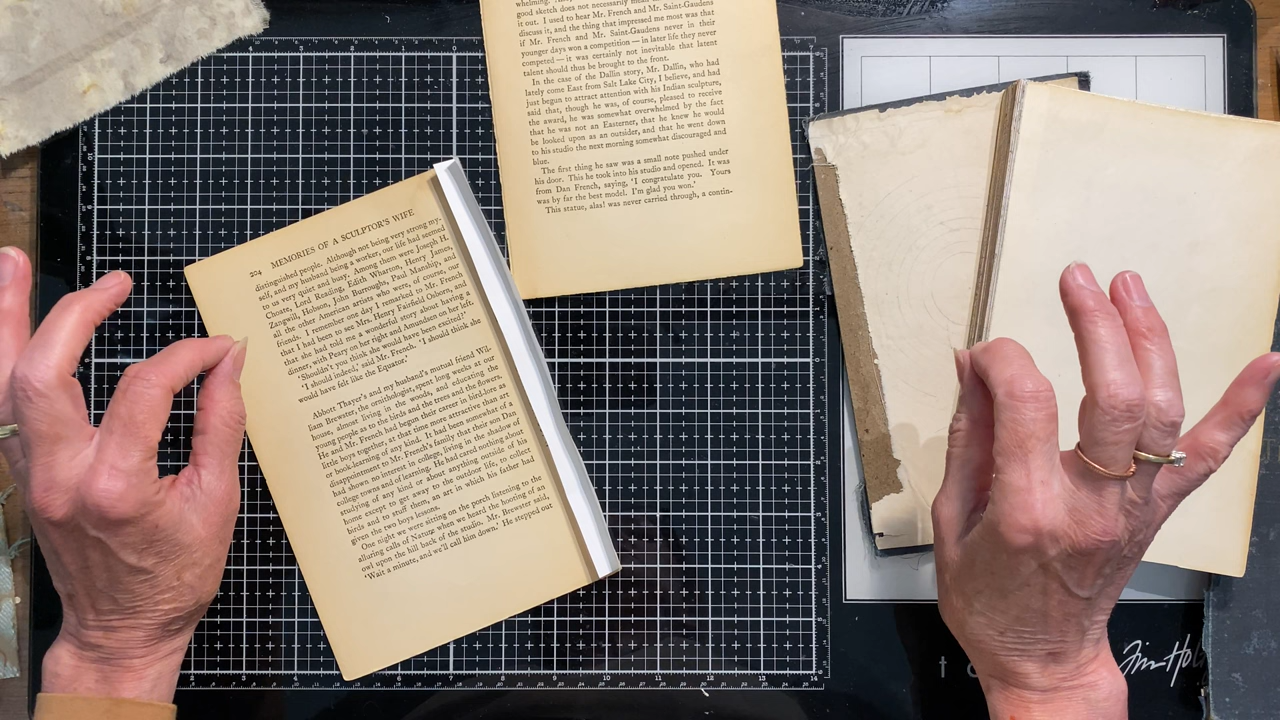 whelming.
good sketch does not necessarily mean
it out. I used to hear Mr. French and Mr. Saint-Gaudens
discuss it, and the thing that impressed me most was that
if Mr. French and Mr. Saint-Gaudens never in their
younger days won a competition — in later life they never
competed — it was certainly not inevitable that latent
talent should thus be brought to the front.
In the case of the Dallin story, Mr. Dallin, who had
lately come East from Salt Lake City, I believe, and had
just begun to attract attention with his Indian sculpture,
said that, though he was, of course, pleased to receive
the award, he was somewhat overwhelmed by the fact
that he was not an Easterner, that he knew he would
be looked upon as an outsider, and that he went down
to his studio the next morning somewhat discouraged and
blue.
The first thing he saw was a small note pushed under
his door. This he took into his studio and opened. It was
from Dan French, saying, 'I congratulate you. Yours
was by far the best model. I'm glad you won.'
This statue, alas! was never carried through, a contin-
204 MEMORIES OF A SCULPTOR'S WIFE
distinguished people. Although not being very strong my-
self, and my husband being a worker, our life had seemed
to us very quiet and busy. Among them were Joseph H.
Choate, Lord Reading, Edith Wharton, Henry James,
Zangwill, Hobson, John Burroughs, Paul Manship, and
all the other American artists who were, of course, our
friends. I remember one day I remarked to Mr. French
that I had been to see Mrs. Henry Fairfield Osborn, and
that she had told me a wonderful story about having a
dinner, with Peary on her right and Amundsen on her left.
'Shouldn't you think she would have been excited?'
'I should indeed,' said Mr. French. 'I should think she
would have felt like the Equator.'
Abbott Thayer's and my husband's mutual friend Wil-
liam Brewster, the ornithologist, spent long weeks at our
house, almost living in the woods, and educating the
young people as to the birds and the trees and the flowers.
He and Mr. French had begun their career in bird-lore as
little boys together, at that time more attractive than art
or book-learning of any kind. It had been somewhat of a
disappointment to Mr. French's family that their son Dan
had shown no interest in college, living in the shadow of
college towns and of learning. He had cared nothing about
studying of any kind or about anything outside of his
home except to get away to the outdoor life, to collect
birds and to stuff them, an art in which his father had
given the two boys lessons.
One night we were sitting on the porch listening to the
alluring calls of Nature when we heard the hooting of an
owl upon the hill back of the studio. Mr. Brewster said,
'Wait a minute, and we'll call him down.' He stepped out
Tim Hol